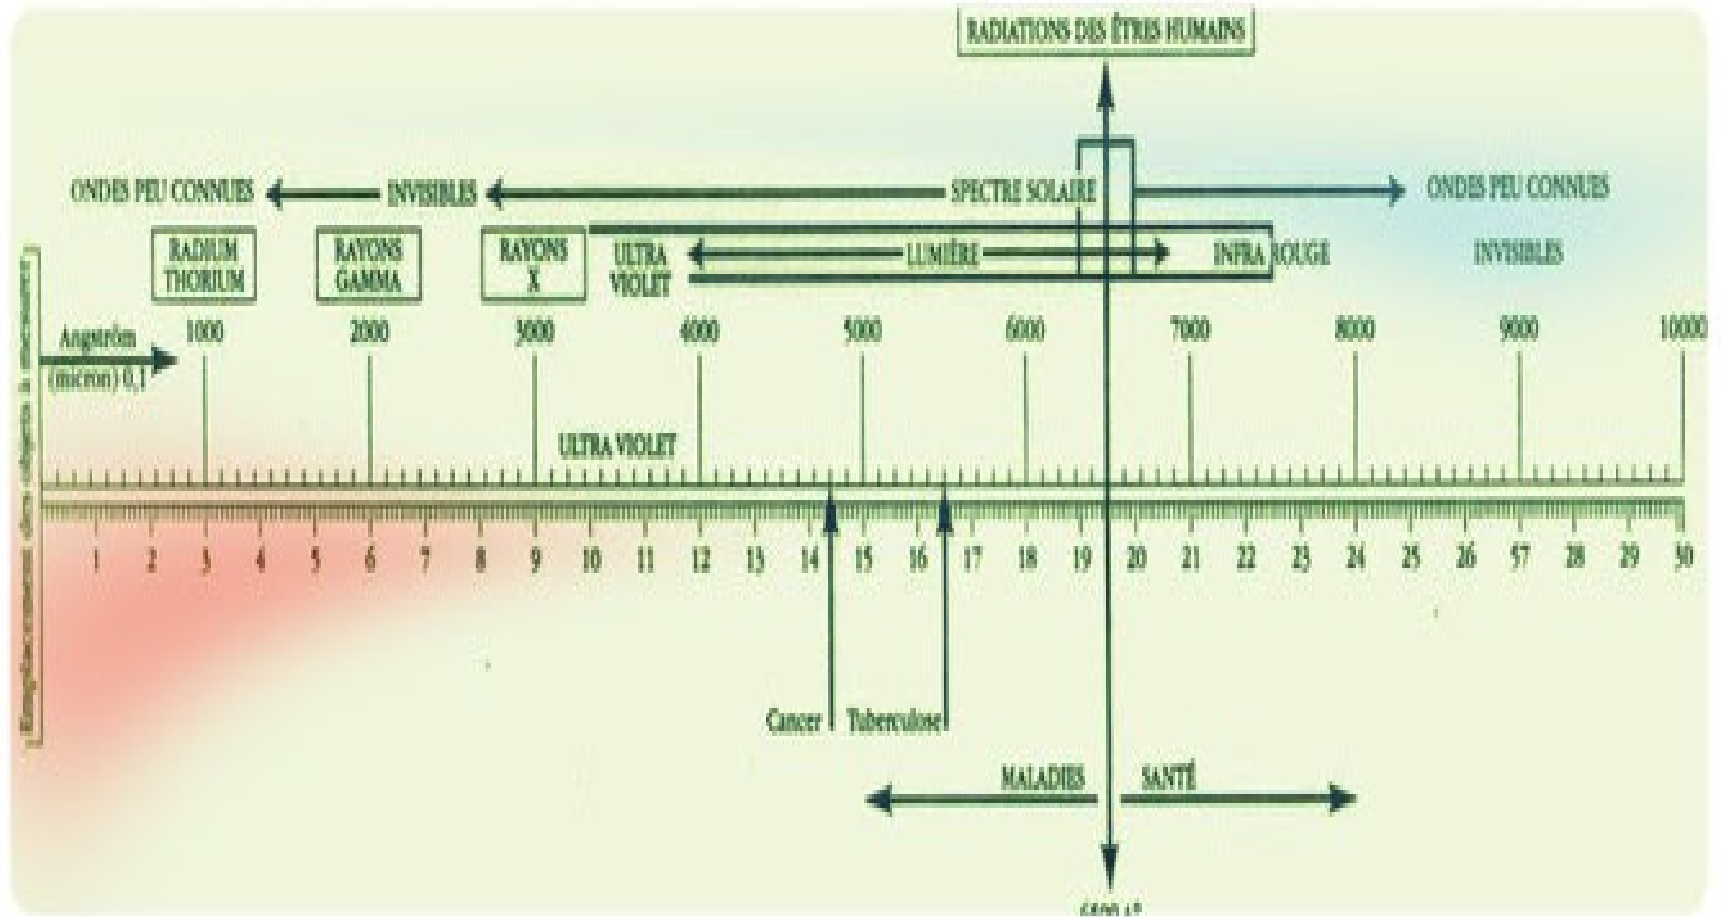 RADIATIONS DES ÊTRES HUMAINS
ONDES PEU CONNUES
INVISIBLES
SPECTRE SOLAIRE
ONDES PEU CONNUES
RADIUM
THORIUM
RAYONS
GAMMA
RAYONS
X
ULTRA
VIOLET
LUMIÈRE
INFRA ROUGE
INVISIBLES
Angström
(micron) 0,1
1000 2000 3000 4000 5000 6000 7000 8000 9000 10000
ULTRA VIOLET
1 2 3 4 5 6 7 8 9 10 11 12 13 14 15 16 17 18 19 20 21 22 23 24 25 26 57 28 29 30
Cancer
Tuberculose
MALADIES
SANTÉ